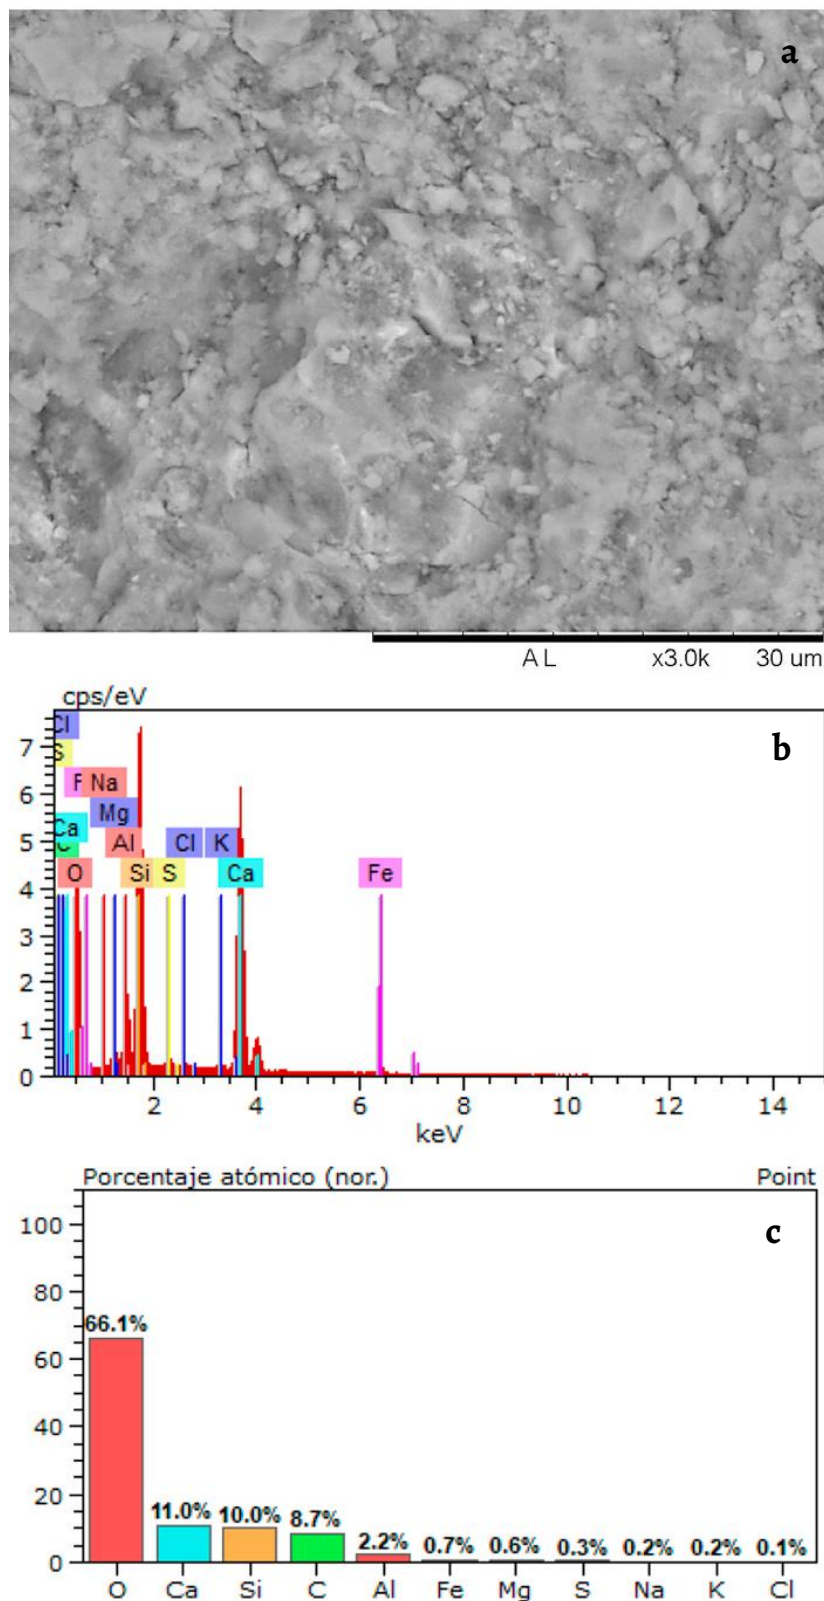 a
A L x3.0k 30 um
cps/eV
b
Cl
S
F Na
Mg
Ca Al Cl K
C
O Si S Ca Fe
7
6
5
4
3
2
1
0
2 4 6 8 10 12 14
keV
Porcentaje atómico (nor.) Point
c
100
80
60
40
20
0
66.1% 11.0% 10.0% 8.7% 2.2% 0.7% 0.6% 0.3% 0.2% 0.2% 0.1%
O Ca Si C Al Fe Mg S Na K Cl